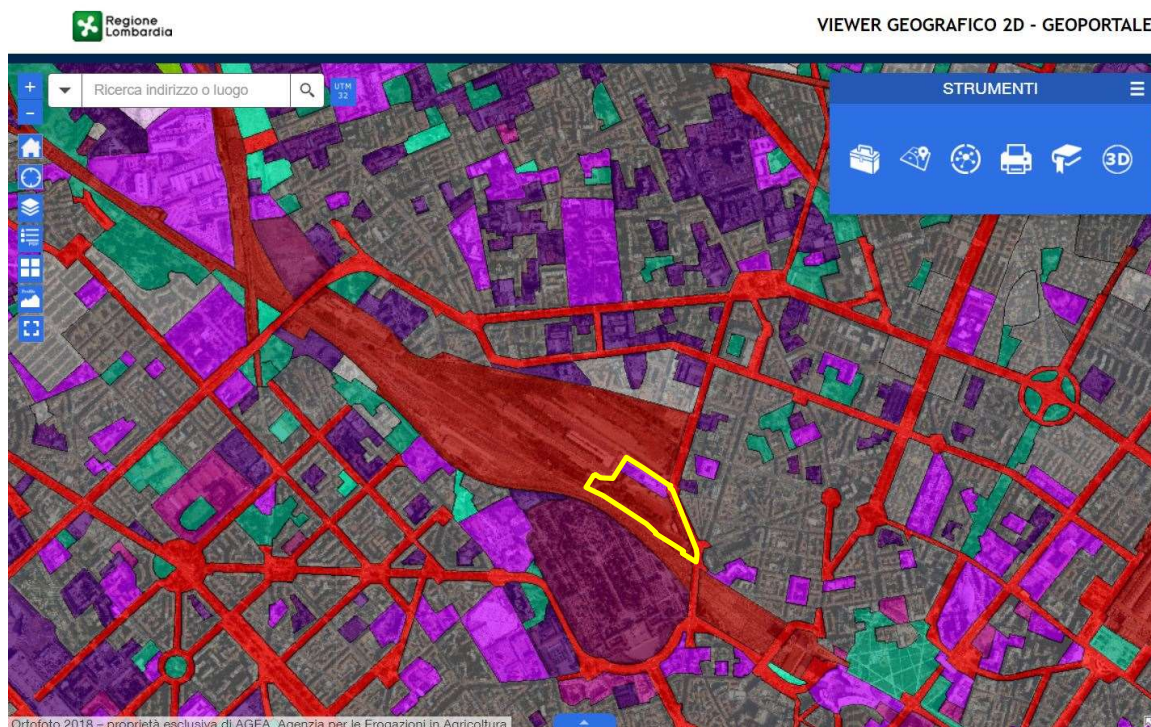 Regione
Lombardia
VIEWER GEOGRAFICO 2D - GEOPORTALE
+
Ricerca indirizzo o luogo
UTM
32
STRUMENTI
−
3D
Ortofoto 2018 – proprietà esclusiva di AGEA, Agenzia per le Erogazioni in Agricoltura